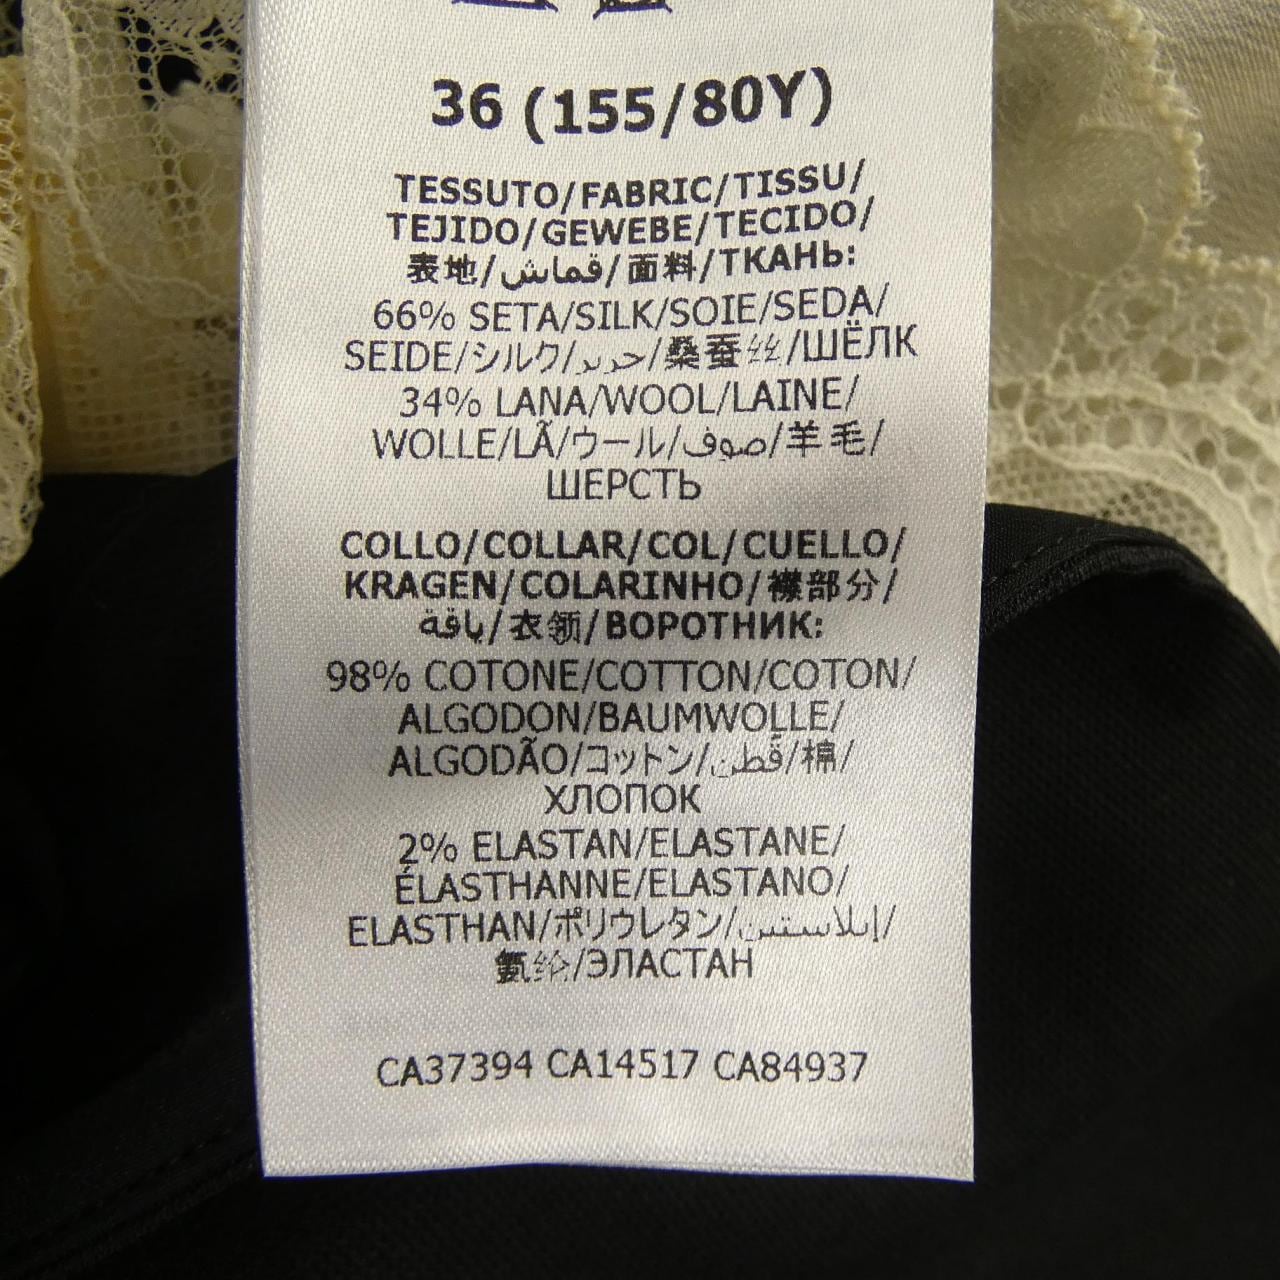 36 (155/80Y)
TESSUTO/FABRIC/TISSU/
TEJIDO/GEWEBE/TECIDO/
表地/قماش/面料/ТКАНЬ:
66% SETA/SILK/SOIE/SEDA/
SEIDE/シルク/حرير/桑蚕丝/ШЁЛК
34% LANA/WOOL/LAINE/
WOLLE/LÃ/ウール/صوف/羊毛/
ШЕРСТЬ
COLLO/COLLAR/COL/CUELLO/
KRAGEN/COLARINHO/襟部分/
ياقة/衣领/ВОРОТНИК:
98% COTONE/COTTON/COTON/
ALGODON/BAUMWOLLE/
ALGODÃO/コットン/قطن/棉/
ХЛОПОК
2% ELASTAN/ELASTANE/
ÉLASTHANNE/ELASTANO/
ELASTHAN/ポリウレタン/إيلاستين/
氨纶/ЭЛАСТАН
CA37394 CA14517 CA84937